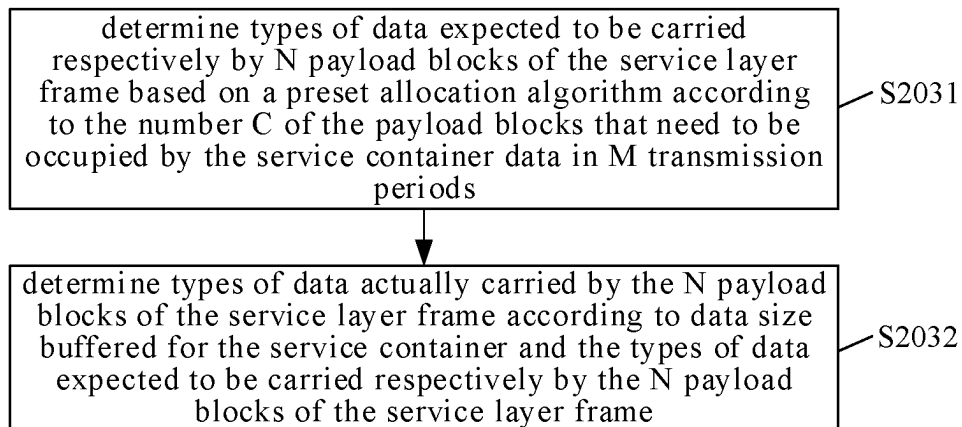 determine types of data expected to be carried
respectively by N payload blocks of the service layer
frame based on a preset allocation algorithm according
to the number C of the payload blocks that need to be
occupied by the service container data in M transmission
periods
S2031
determine types of data actually carried by the N payload
blocks of the service layer frame according to data size
buffered for the service container and the types of data
expected to be carried respectively by the N payload
blocks of the service layer frame
S2032